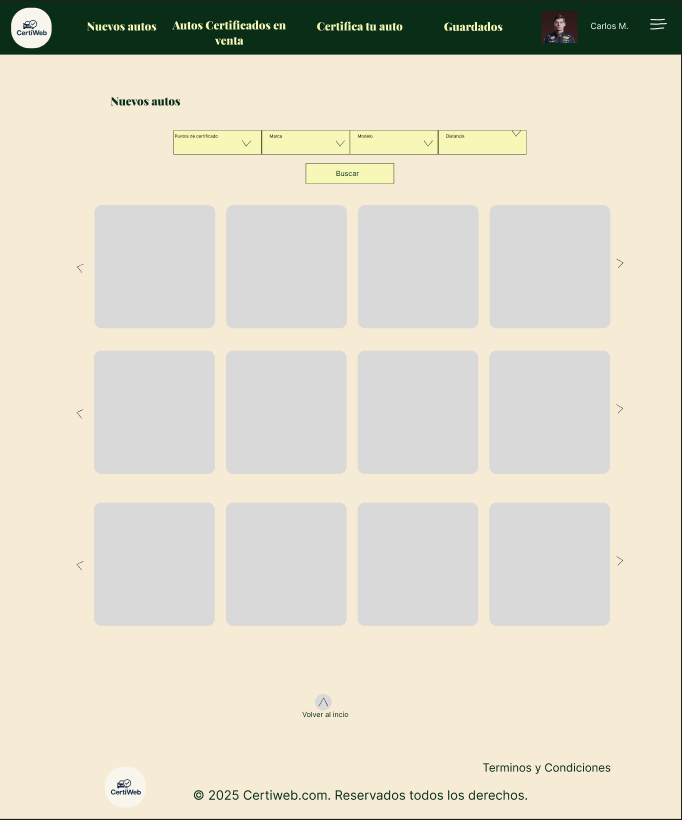 CertiWeb
Nuevos autos
Autos Certificados en
venta
Certifica tu auto
Guardados
Carlos M.
Nuevos autos
Puntos de certificado
Marca
Modelo
Distancia
Buscar
Volver al incio
Terminos y Condiciones
CertiWeb
© 2025 Certiweb.com. Reservados todos los derechos.